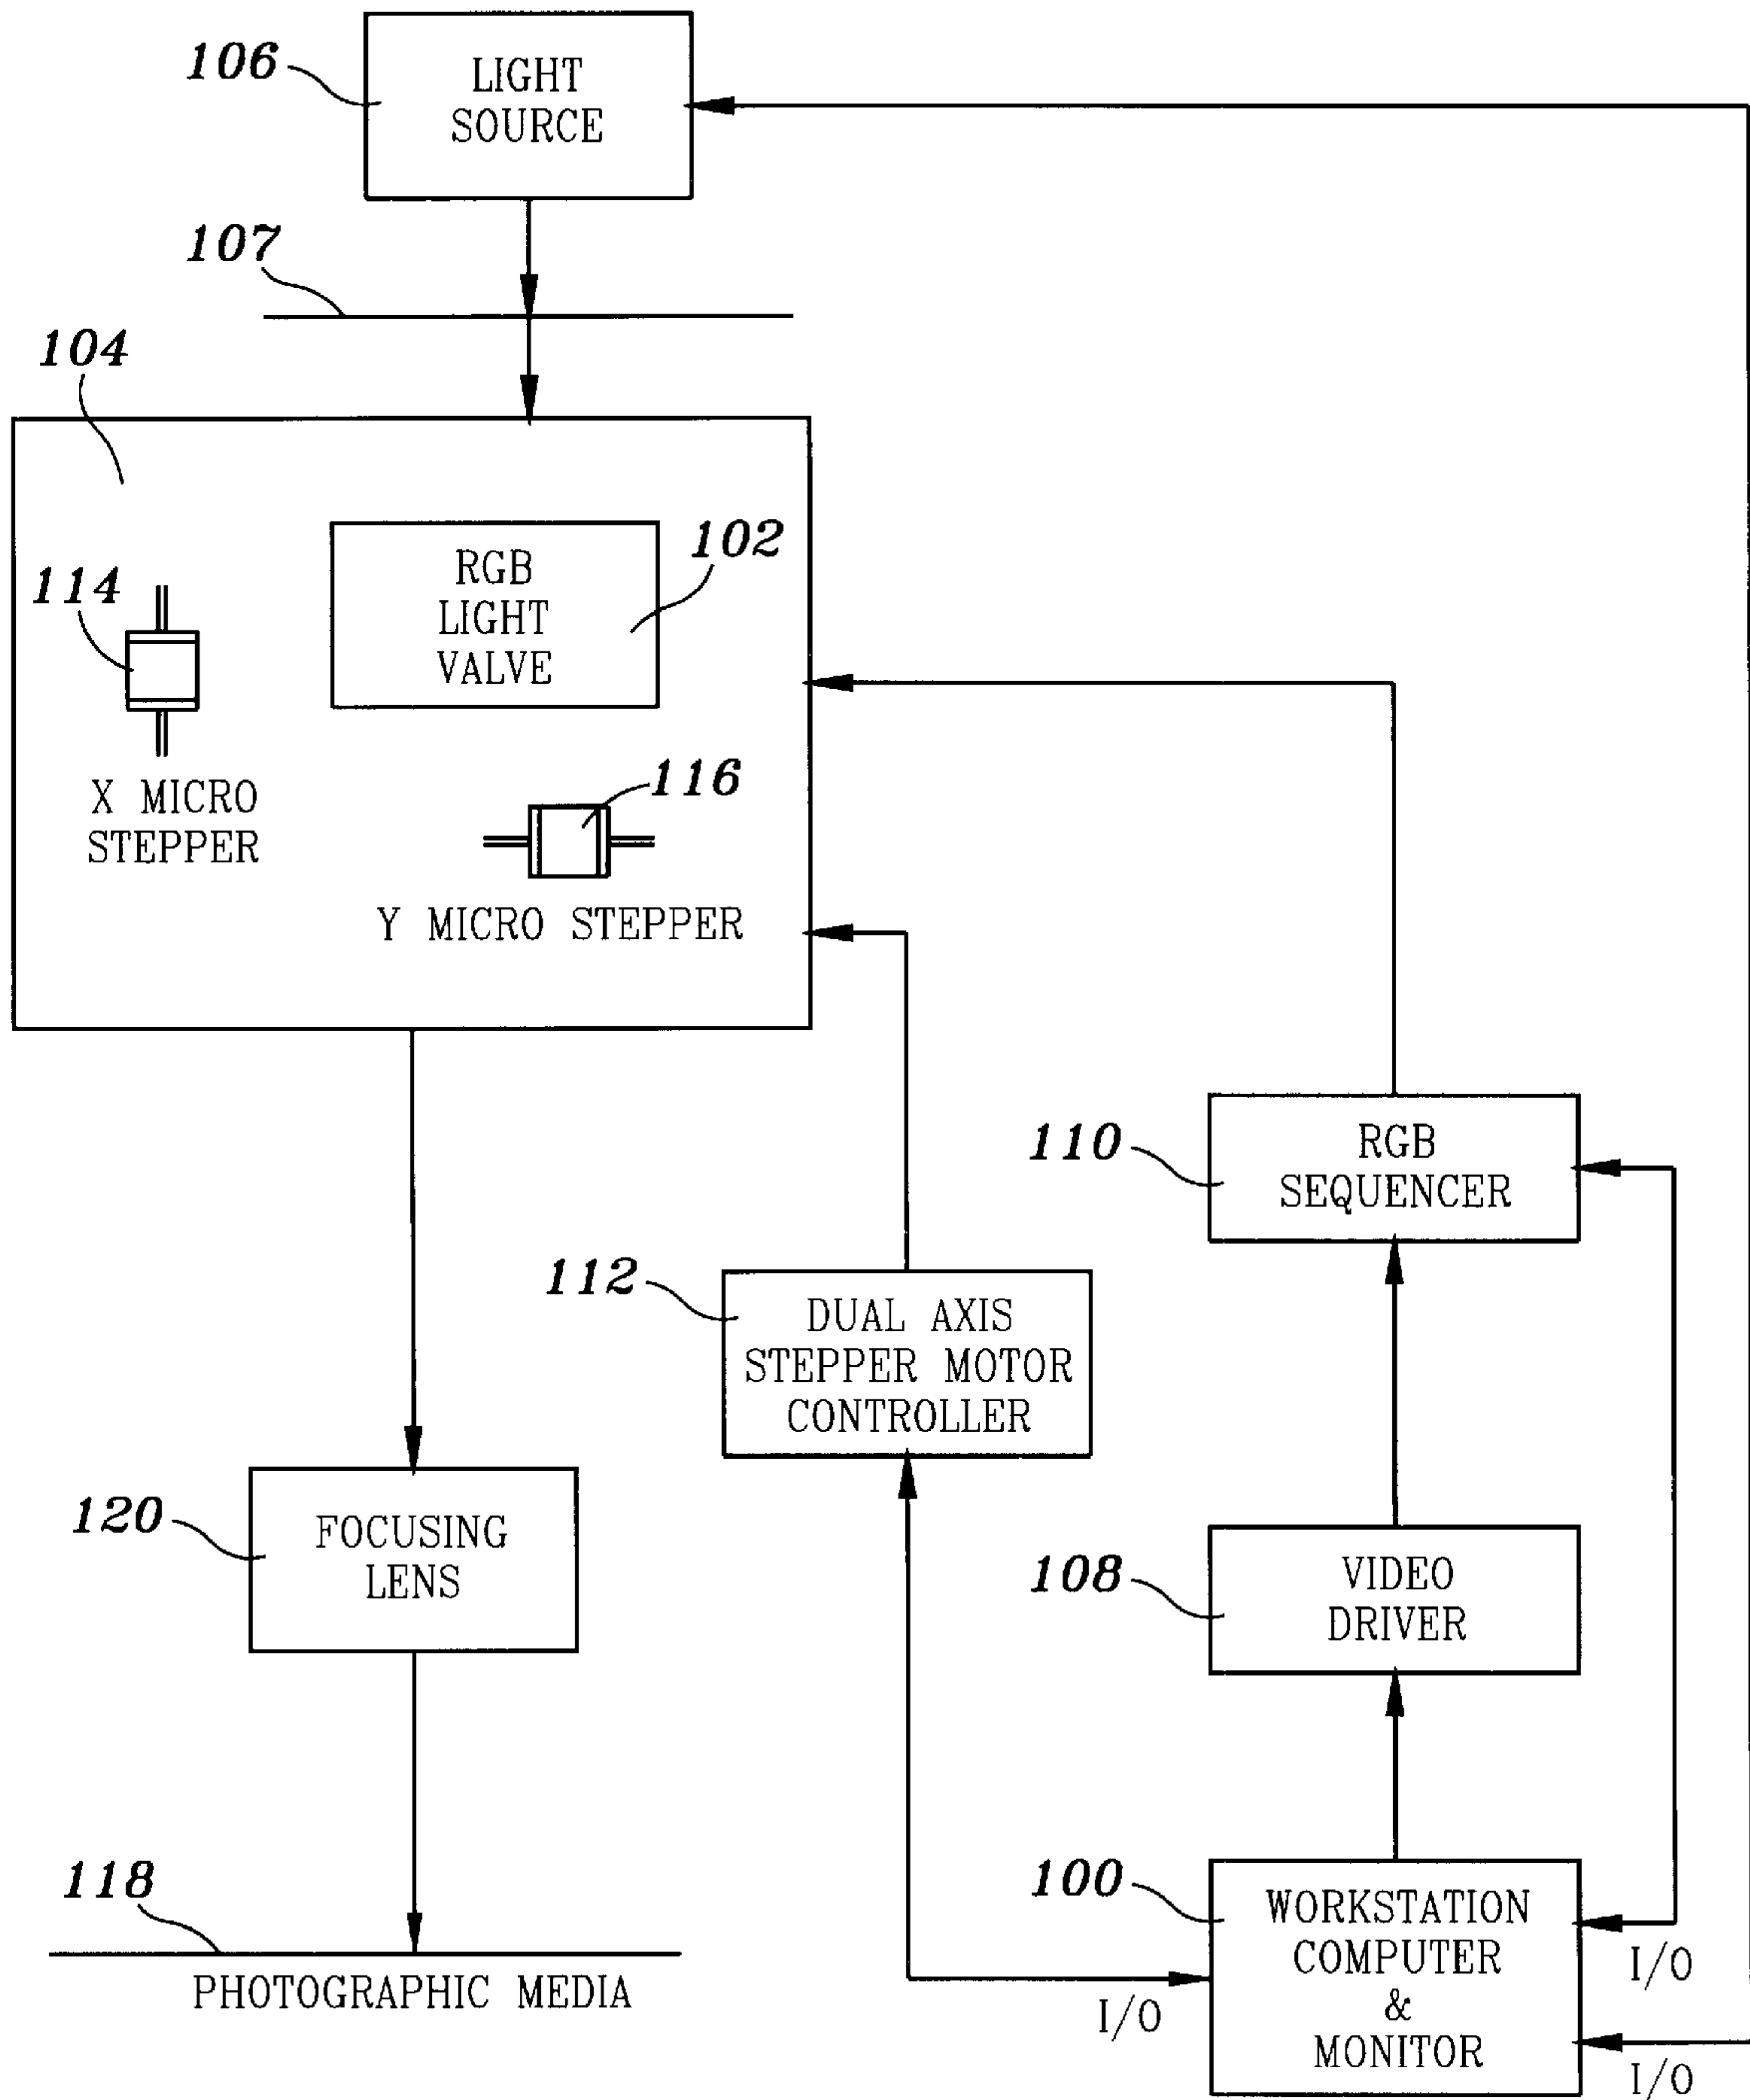 106
LIGHT
SOURCE
107
104
RGB
LIGHT
VALVE
102
114
X MICRO
STEPPER
116
Y MICRO STEPPER
110
RGB
SEQUENCER
112
DUAL AXIS
STEPPER MOTOR
CONTROLLER
120
FOCUSING
LENS
108
VIDEO
DRIVER
118
PHOTOGRAPHIC MEDIA
100
WORKSTATION
COMPUTER
&
MONITOR
I/O
I/O
I/O